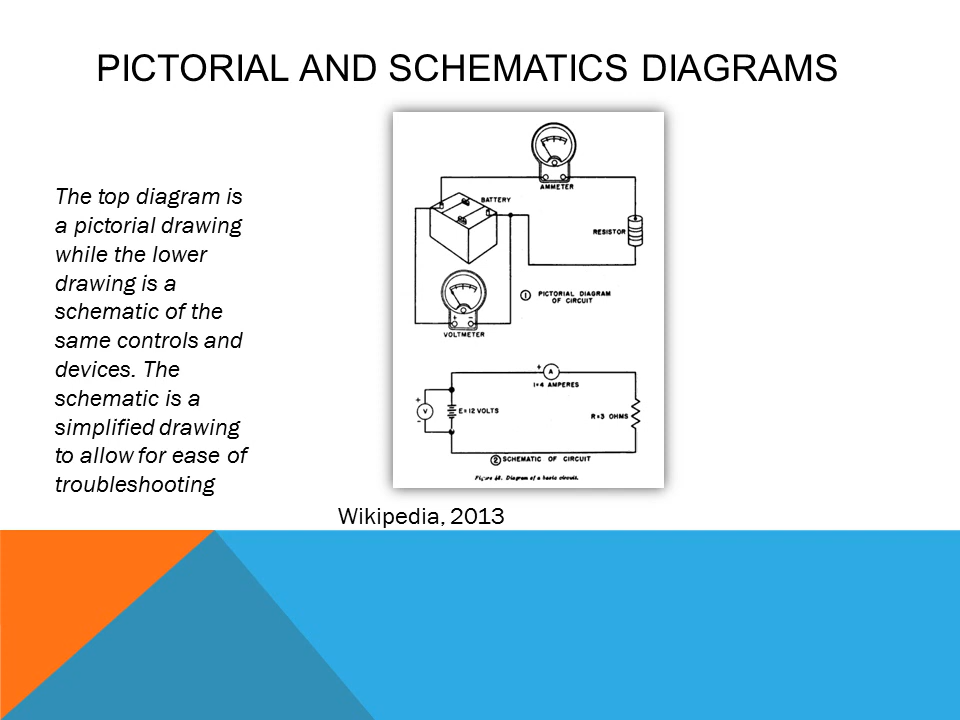 PICTORIAL AND SCHEMATICS DIAGRAMS
The top diagram is
a pictorial drawing
while the lower
drawing is a
schematic of the
same controls and
devices. The
schematic is a
simplified drawing
to allow for ease of
troubleshooting
AMMETER
BATTERY
RESISTOR
1 PICTORIAL DIAGRAM
OF CIRCUIT
+ −
VOLTMETER
+ A
I=4 AMPERES
+
V
−
E=12 VOLTS
R=3 OHMS
2 SCHEMATIC OF CIRCUIT
Figure 48. Diagram of a basic circuit.
Wikipedia, 2013